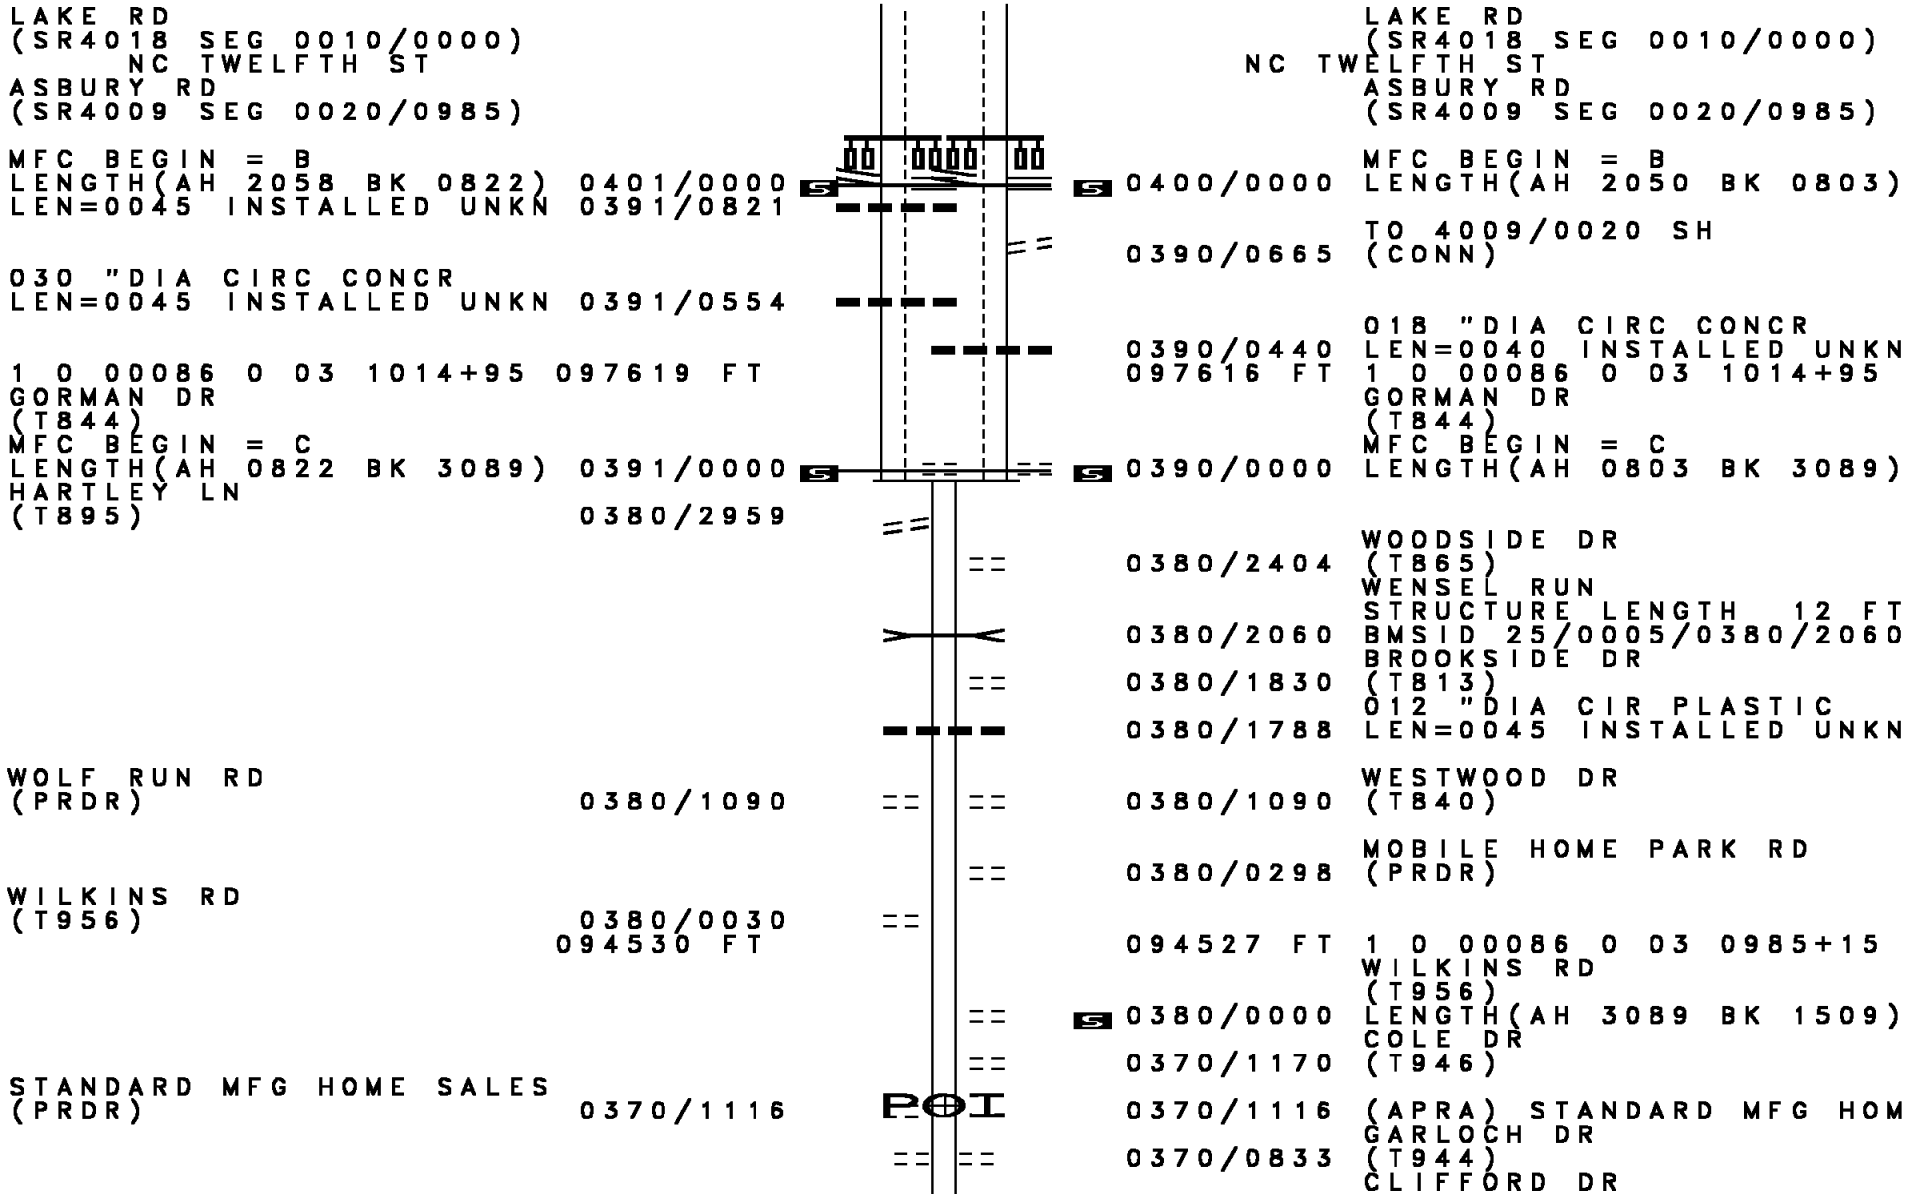 LAKE RD
(SR4018 SEG 0010/0000)
NC TWELFTH ST
ASBURY RD
(SR4009 SEG 0020/0985)
MFC BEGIN = B
LENGTH(AH 2058 BK 0822) 0401/0000 S
LEN=0045 INSTALLED UNKN 0391/0821
030 "DIA CIRC CONCR
LEN=0045 INSTALLED UNKN 0391/0554
1 0 00086 0 03 1014+95 097619 FT
GORMAN DR
(T844)
MFC BEGIN = C
LENGTH(AH 0822 BK 3089) 0391/0000 S
HARTLEY LN
(T895) 0380/2959
WOLF RUN RD
(PRDR) 0380/1090
WILKINS RD
(T956) 0380/0030
094530 FT
STANDARD MFG HOME SALES
(PRDR) 0370/1116
POI
LAKE RD
(SR4018 SEG 0010/0000)
NC TWELFTH ST
ASBURY RD
(SR4009 SEG 0020/0985)
MFC BEGIN = B
S 0400/0000 LENGTH(AH 2050 BK 0803)
TO 4009/0020 SH
0390/0665 (CONN)
018 "DIA CIRC CONCR
0390/0440 LEN=0040 INSTALLED UNKN
097616 FT 1 0 00086 0 03 1014+95
GORMAN DR
(T844)
MFC BEGIN = C
S 0390/0000 LENGTH(AH 0803 BK 3089)
WOODSIDE DR
0380/2404 (T865)
WENSEL RUN
STRUCTURE LENGTH 12 FT
0380/2060 BMSID 25/0005/0380/2060
BROOKSIDE DR
0380/1830 (T813)
012 "DIA CIR PLASTIC
0380/1788 LEN=0045 INSTALLED UNKN
WESTWOOD DR
0380/1090 (T840)
MOBILE HOME PARK RD
0380/0298 (PRDR)
094527 FT 1 0 00086 0 03 0985+15
WILKINS RD
(T956)
S 0380/0000 LENGTH(AH 3089 BK 1509)
COLE DR
0370/1170 (T946)
0370/1116 (APRA) STANDARD MFG HOM
GARLOCH DR
0370/0833 (T944)
CLIFFORD DR